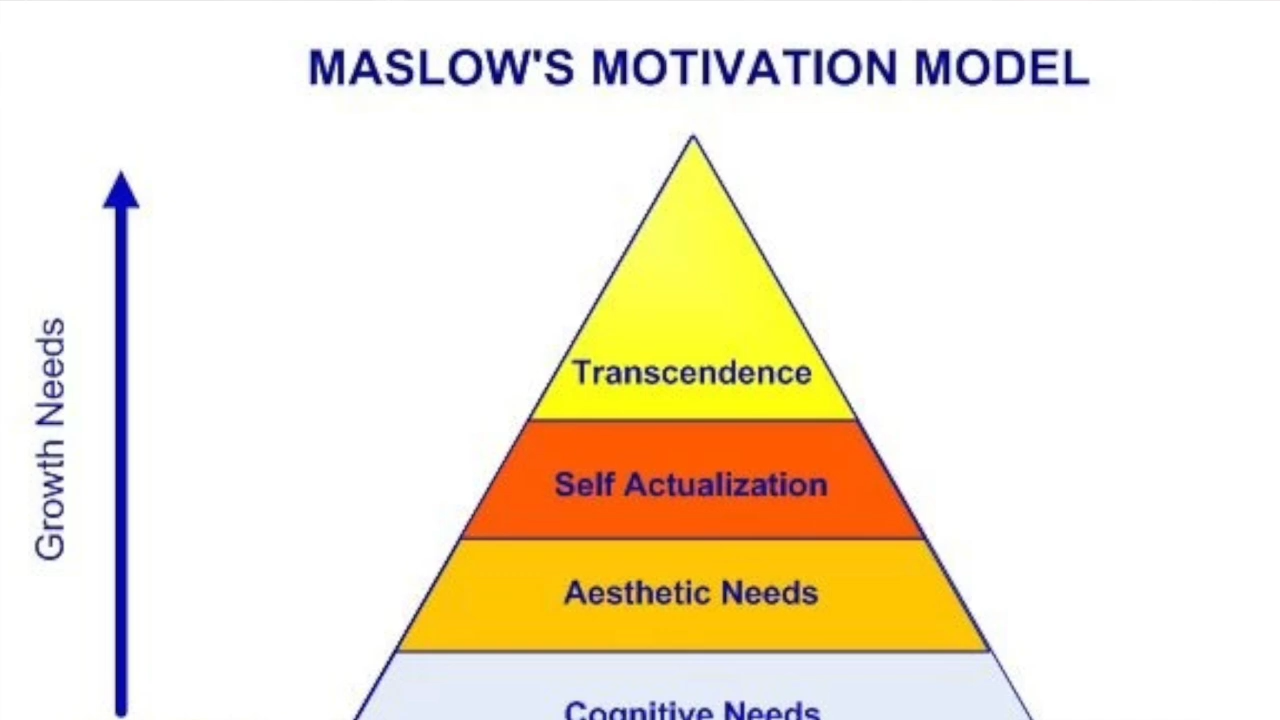 MASLOW'S MOTIVATION MODEL
Growth Needs
Transcendence
Self Actualization
Aesthetic Needs
Cognitive Needs